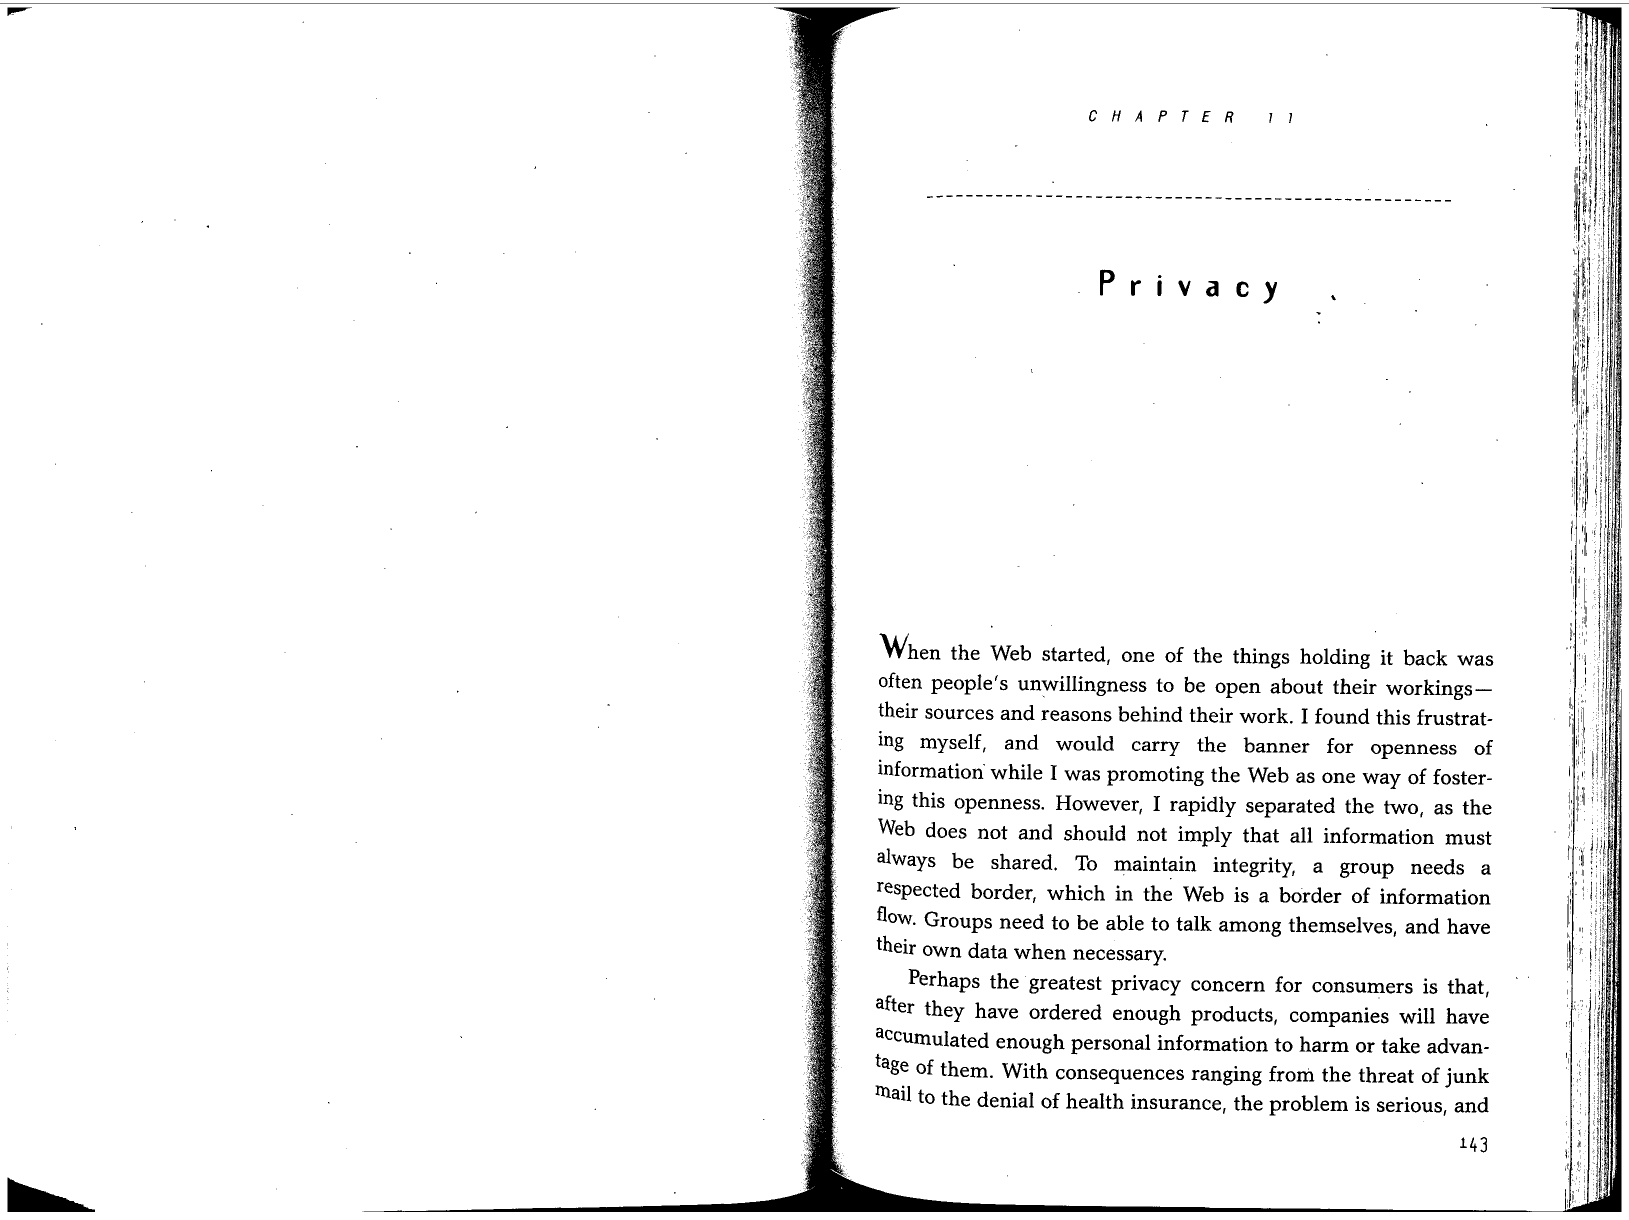 CHAPTER 11
Privacy
When the Web started, one of the things holding it back was
often people's unwillingness to be open about their workings—
their sources and reasons behind their work. I found this frustrat-
ing myself, and would carry the banner for openness of
information while I was promoting the Web as one way of foster-
ing this openness. However, I rapidly separated the two, as the
Web does not and should not imply that all information must
always be shared. To maintain integrity, a group needs a
respected border, which in the Web is a border of information
flow. Groups need to be able to talk among themselves, and have
their own data when necessary.
Perhaps the greatest privacy concern for consumers is that,
after they have ordered enough products, companies will have
accumulated enough personal information to harm or take advan-
tage of them. With consequences ranging from the threat of junk
mail to the denial of health insurance, the problem is serious, and
143